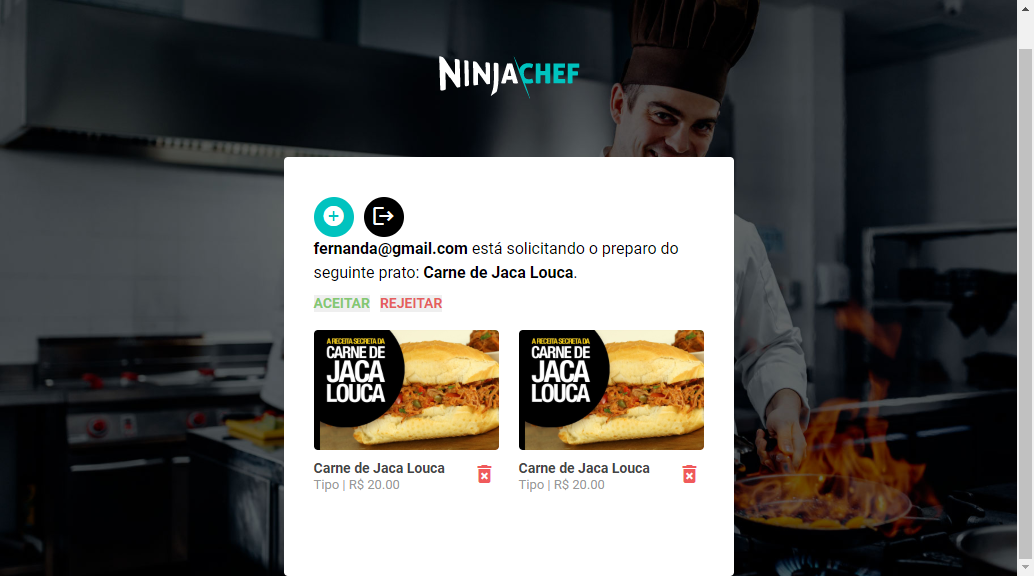 NINJACHEF
fernanda@gmail.com está solicitando o preparo do
seguinte prato: Carne de Jaca Louca.
ACEITAR REJEITAR
A RECEITA SECRETA DA
CARNE DE
JACA
LOUCA
A RECEITA SECRETA DA
CARNE DE
JACA
LOUCA
Carne de Jaca Louca
Tipo | R$ 20.00
Carne de Jaca Louca
Tipo | R$ 20.00